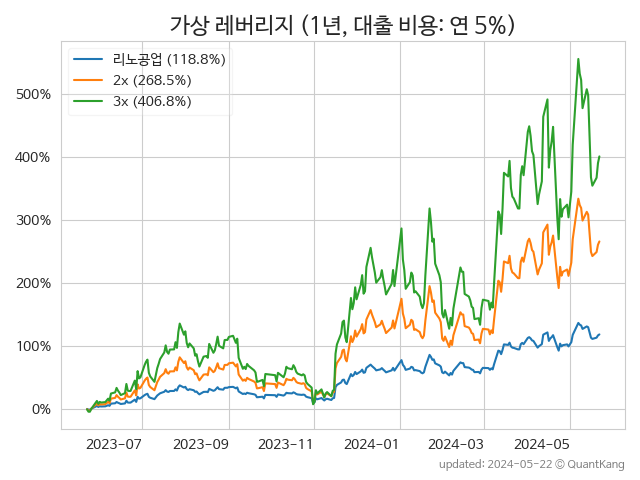 가상 레버리지 (1년, 대출 비용: 연 5%)
리노공업 (118.8%)
2x (268.5%)
3x (406.8%)
500%
400%
300%
200%
100%
0%
2023-07 2023-09 2023-11 2024-01 2024-03 2024-05
updated: 2024-05-22 © QuantKang